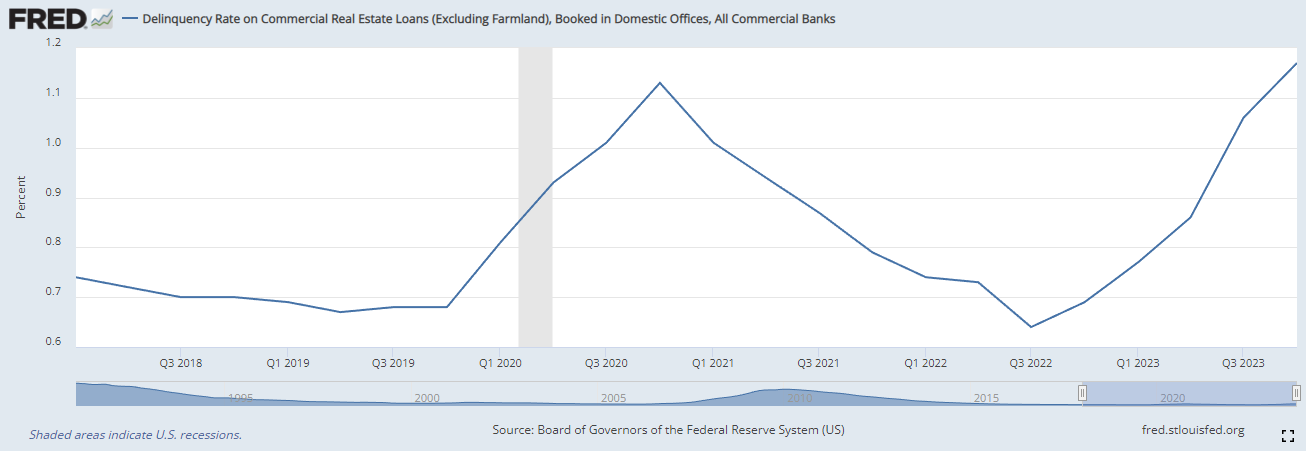 FRED
Delinquency Rate on Commercial Real Estate Loans (Excluding Farmland), Booked in Domestic Offices, All Commercial Banks
1.2
1.1
1.0
0.9
0.8
0.7
0.6
Percent
Q3 2018 Q1 2019 Q3 2019 Q1 2020 Q3 2020 Q1 2021 Q3 2021 Q1 2022 Q3 2022 Q1 2023 Q3 2023
1995 2000 2005 2010 2015 2020
Shaded areas indicate U.S. recessions. Source: Board of Governors of the Federal Reserve System (US) fred.stlouisfed.org